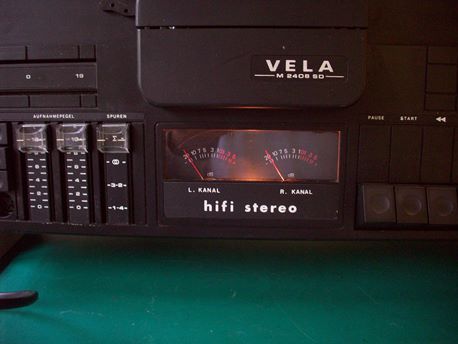 VELA
M 2408 SD
0 19
AUFNAHMEPEGEL SPUREN
PAUSE START
L. KANAL R. KANAL
hifi stereo
3-2
1-4